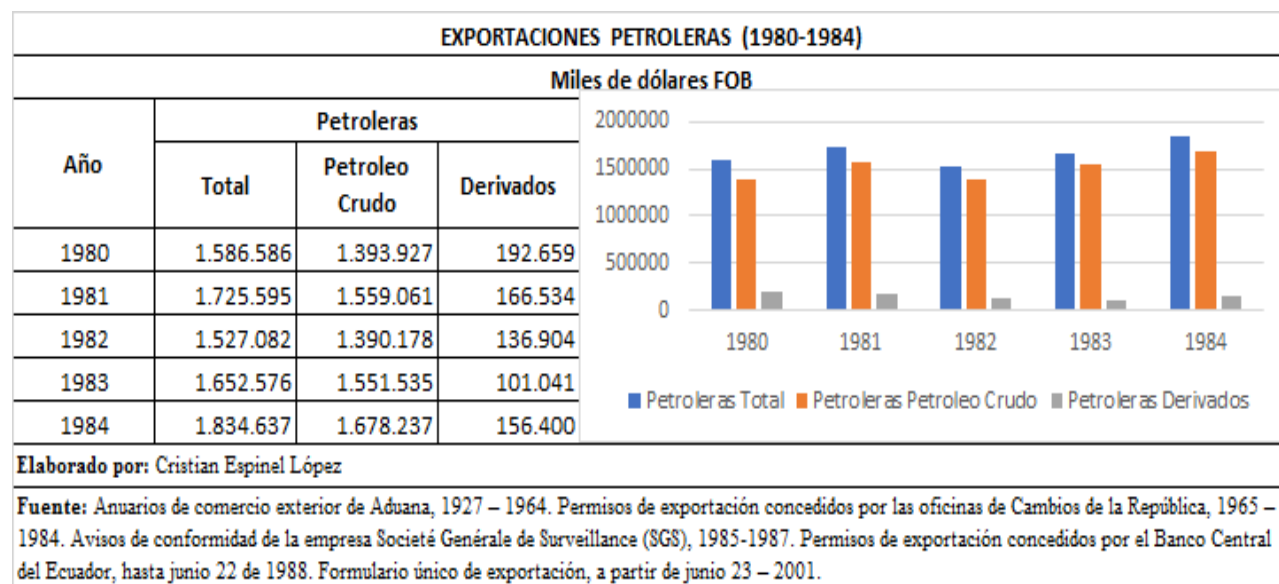 EXPORTACIONES PETROLERAS (1980-1984)
Miles de dólares FOB
Año
Petroleras
Total
Petroleo
Crudo
Derivados
1980 1.586.586 1.393.927 192.659
1981 1.725.595 1.559.061 166.534
1982 1.527.082 1.390.178 136.904
1983 1.652.576 1.551.535 101.041
1984 1.834.637 1.678.237 156.400
2000000
1500000
1000000
500000
0
1980 1981 1982 1983 1984
Petroleras Total Petroleras Petroleo Crudo Petroleras Derivados
Elaborado por: Cristian Espinel López
Fuente: Anuarios de comercio exterior de Aduana, 1927 – 1964. Permisos de exportación concedidos por las oficinas de Cambios de la República, 1965 –
1984. Avisos de conformidad de la empresa Societé Genérale de Surveillance (SGS), 1985-1987. Permisos de exportación concedidos por el Banco Central
del Ecuador, hasta junio 22 de 1988. Formulario único de exportación, a partir de junio 23 – 2001.